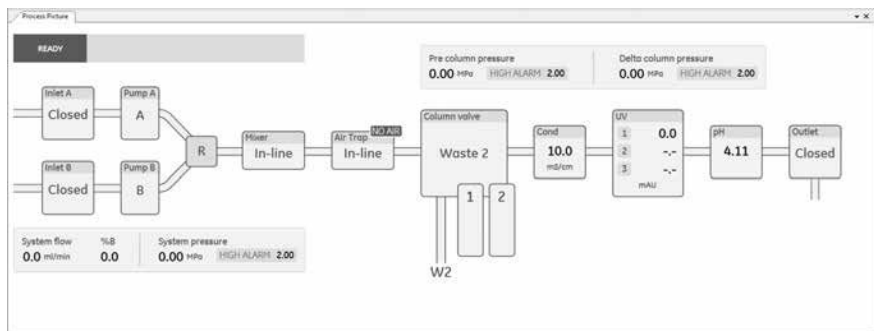 Process Picture
READY
Pre column pressure
0.00 MPa HIGH ALARM 2.00
Delta column pressure
0.00 MPa HIGH ALARM 2.00
Inlet A
Closed
Pump A
A
Inlet B
Closed
Pump B
B
R
Mixer
In-line
Air Trap
NO AIR
In-line
Column valve
Waste 2
1
2
W2
Cond
10.0
mS/cm
UV
1 0.0
2 -.-
3 -.-
mAU
pH
4.11
Outlet
Closed
System flow
0.0 ml/min
%B
0.0
System pressure
0.00 MPa HIGH ALARM 2.00